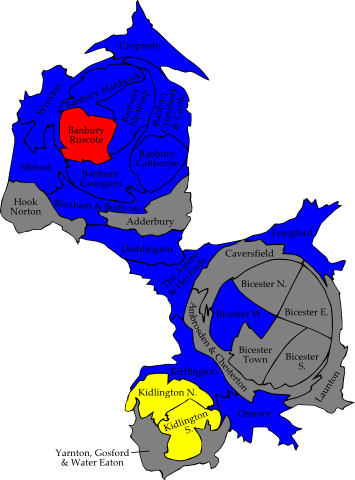 Cropredy
Wroxton
Banbury Hardwick
Banbury
Neithrop
Banbury
Grimsbury
& Castle
Banbury
Ruscote
Banbury
Calthorpe
Sibford
Banbury
Easington
Hook
Norton
Bloxham & Bodicote
Adderbury
Deddington
Fringford
Caversfield
The Astons
& Heyfords
Bicester N.
Bicester W.
Bicester E.
Ambrosden & Chesterton
Bicester
Town
Bicester
S.
Launton
Kirtlington
Kidlington N.
Kidlington
S.
Otmoor
Yarnton, Gosford
& Water Eaton